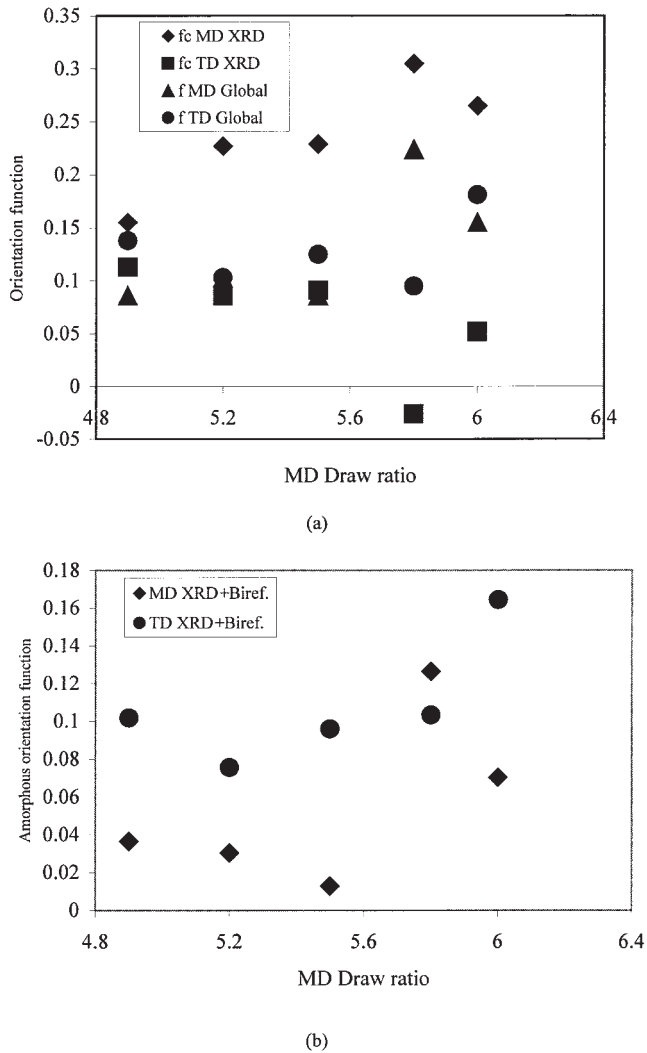 0.35
fc MD XRD
fc TD XRD
f MD Global
f TD Global
0.3
0.25
0.2
0.15
0.1
0.05
0
-0.05
Orientation function
4.8 5.2 5.6 6 6.4
MD Draw ratio
(a)
0.18
MD XRD+Biref.
TD XRD+Biref.
0.16
0.14
0.12
0.1
0.08
0.06
0.04
0.02
0
Amorphous orientation function
4.8 5.2 5.6 6 6.4
MD Draw ratio
(b)